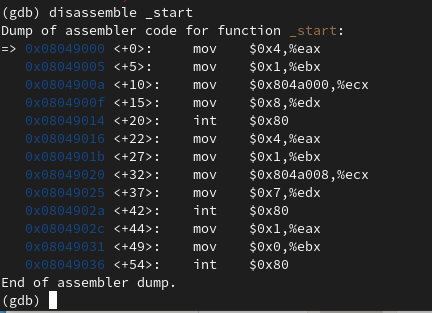 (gdb) disassemble _start
Dump of assembler code for function _start:
=> 0x08049000 <+0>:     mov    $0x4,%eax
   0x08049005 <+5>:     mov    $0x1,%ebx
   0x0804900a <+10>:    mov    $0x804a000,%ecx
   0x0804900f <+15>:    mov    $0x8,%edx
   0x08049014 <+20>:    int    $0x80
   0x08049016 <+22>:    mov    $0x4,%eax
   0x0804901b <+27>:    mov    $0x1,%ebx
   0x08049020 <+32>:    mov    $0x804a008,%ecx
   0x08049025 <+37>:    mov    $0x7,%edx
   0x0804902a <+42>:    int    $0x80
   0x0804902c <+44>:    mov    $0x1,%eax
   0x08049031 <+49>:    mov    $0x0,%ebx
   0x08049036 <+54>:    int    $0x80
End of assembler dump.
(gdb)